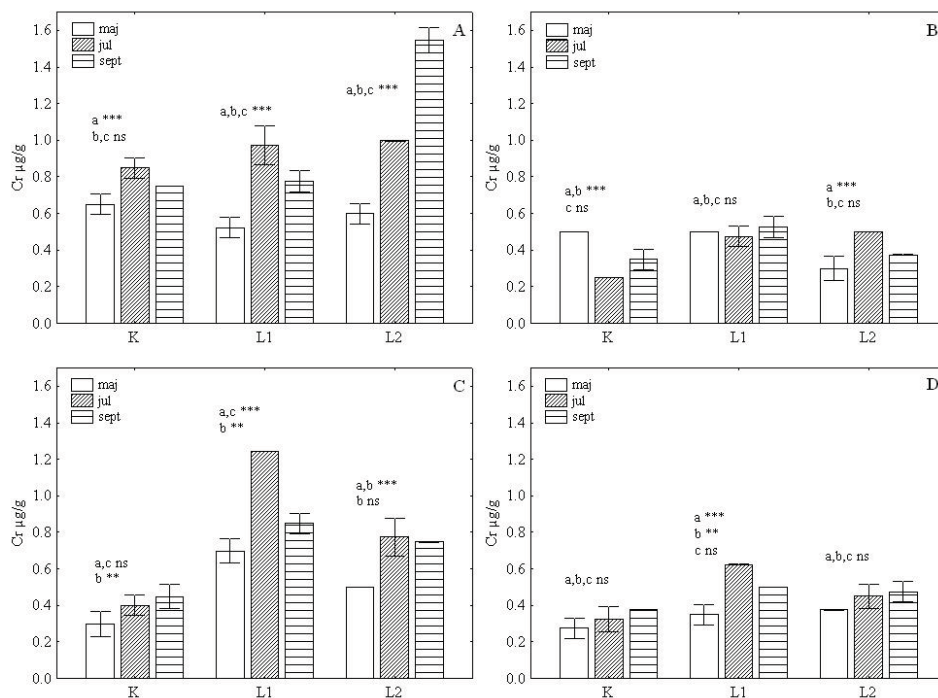 A
maj
jul
sept
Cr µg/g
1.6
1.4
1.2
1.0
0.8
0.6
0.4
0.2
0.0
a ***
b,c ns
a,b,c ***
a,b,c ***
K L1 L2
B
maj
jul
sept
Cr µg/g
1.6
1.4
1.2
1.0
0.8
0.6
0.4
0.2
0.0
a,b ***
c ns
a,b,c ns
a ***
b,c ns
K L1 L2
C
maj
jul
sept
Cr µg/g
1.6
1.4
1.2
1.0
0.8
0.6
0.4
0.2
0.0
a,c ns
b **
a,c ***
b **
a,b ***
b ns
K L1 L2
D
maj
jul
sept
Cr µg/g
1.6
1.4
1.2
1.0
0.8
0.6
0.4
0.2
0.0
a,b,c ns
a ***
b **
c ns
a,b,c ns
K L1 L2